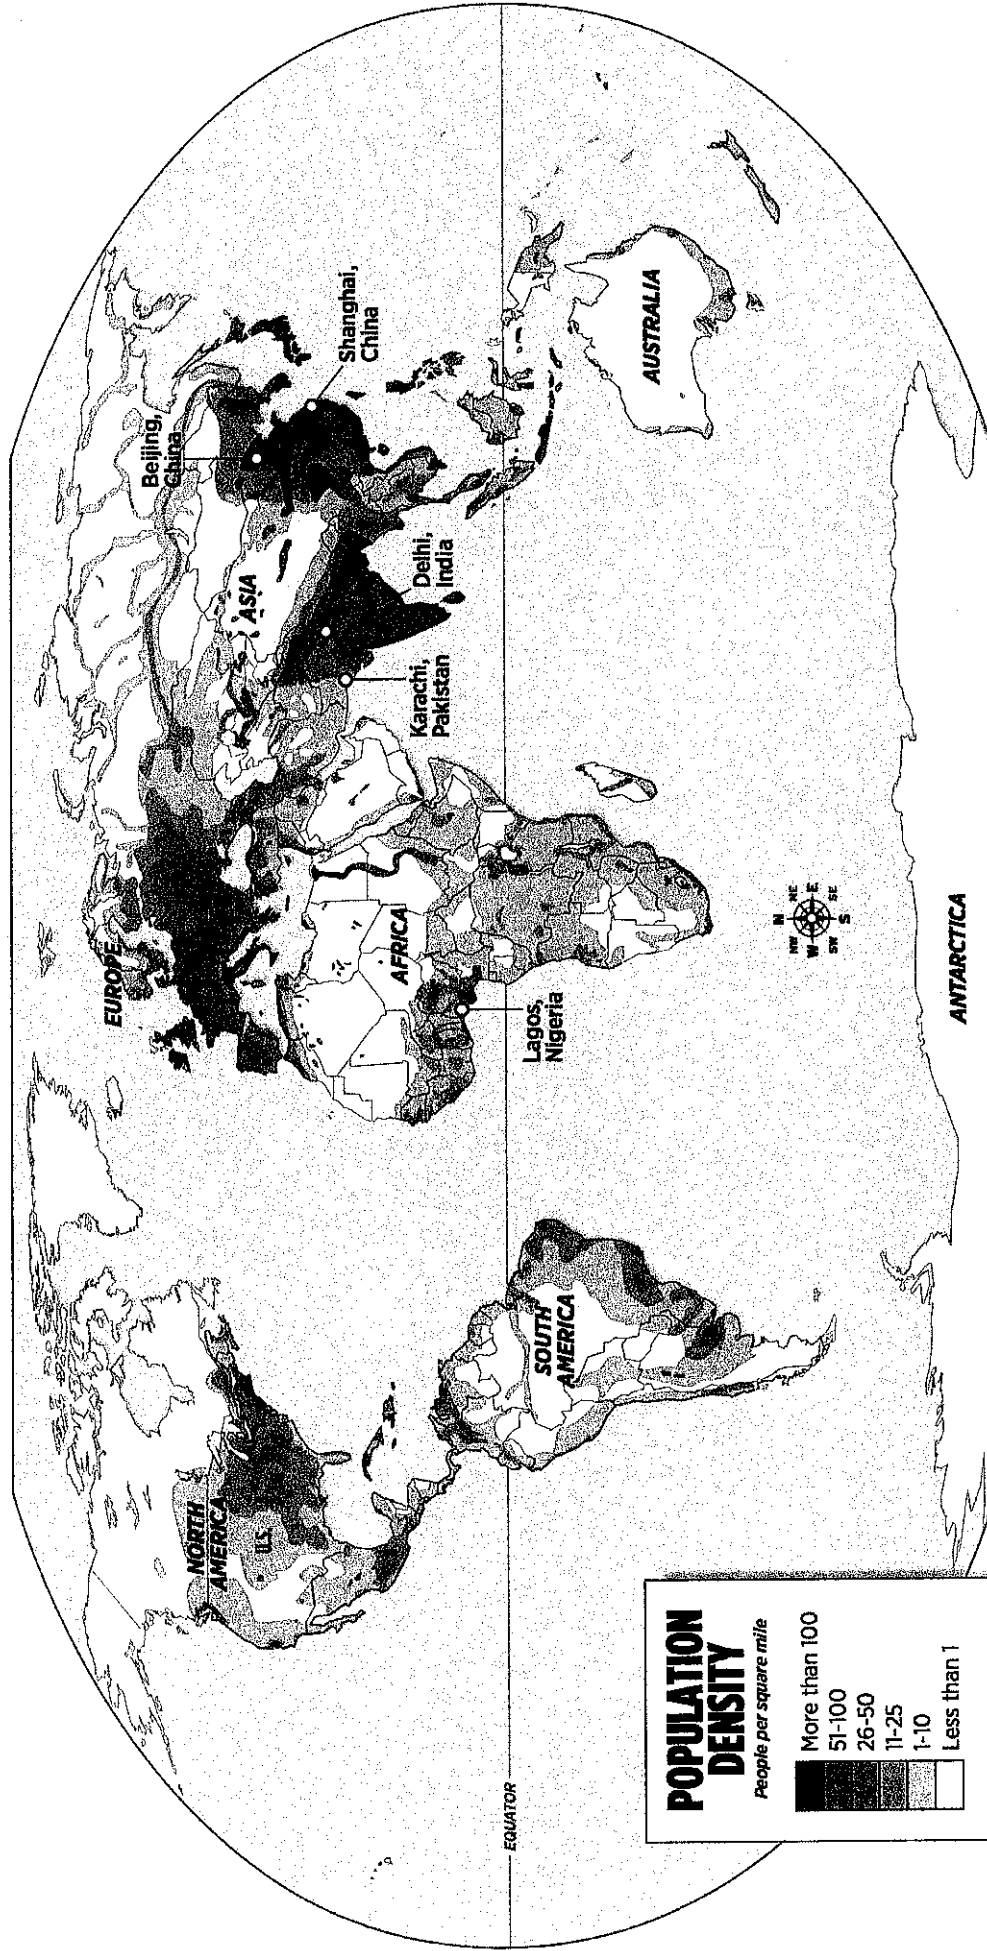 EUROPE
Beijing,
China
Shanghai,
China
ASIA
Delhi,
India
Karachi,
Pakistan
NORTH
AMERICA
U.S.
AFRICA
Lagos,
Nigeria
EQUATOR
SOUTH
AMERICA
AUSTRALIA
N
NW
NE
W
E
SW
SE
S
ANTARCTICA
POPULATION
DENSITY
People per square mile
More than 100
51-100
26-50
11-25
1-10
Less than 1